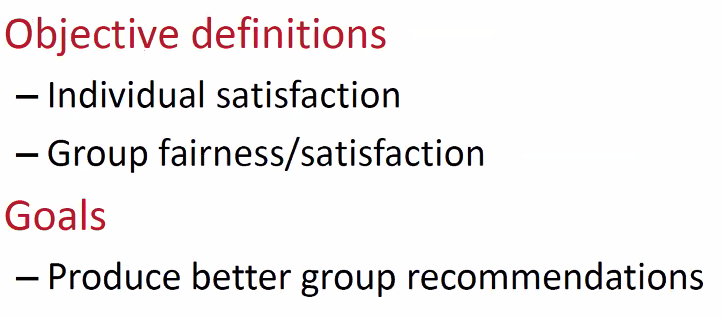 Objective definitions
– Individual satisfaction
– Group fairness/satisfaction
Goals
– Produce better group recommendations